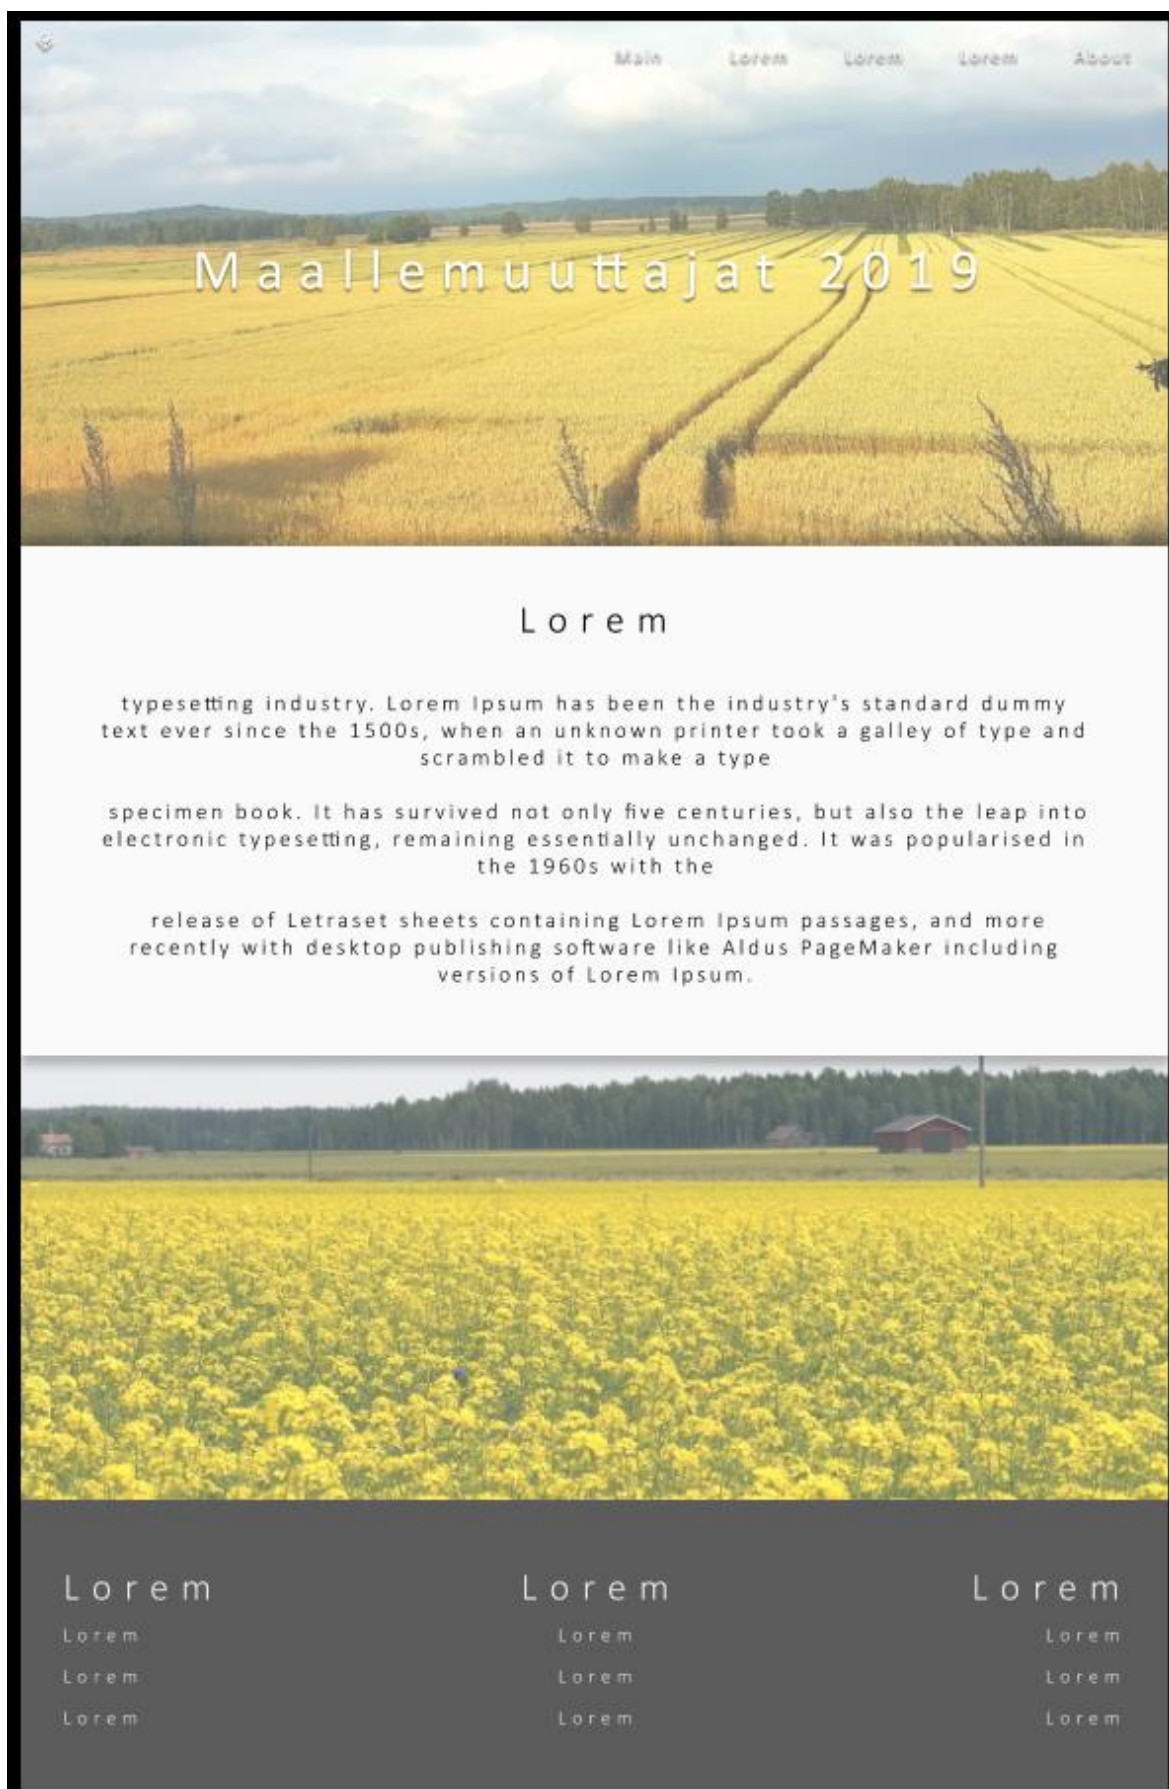 Main Lorem Lorem Lorem About
Maallemuuttajat 2019
Lorem
typesetting industry. Lorem Ipsum has been the industry's standard dummy
text ever since the 1500s, when an unknown printer took a galley of type and
scrambled it to make a type
specimen book. It has survived not only five centuries, but also the leap into
electronic typesetting, remaining essentially unchanged. It was popularised in
the 1960s with the
release of Letraset sheets containing Lorem Ipsum passages, and more
recently with desktop publishing software like Aldus PageMaker including
versions of Lorem Ipsum.
Lorem Lorem Lorem
Lorem Lorem Lorem
Lorem Lorem Lorem
Lorem Lorem Lorem